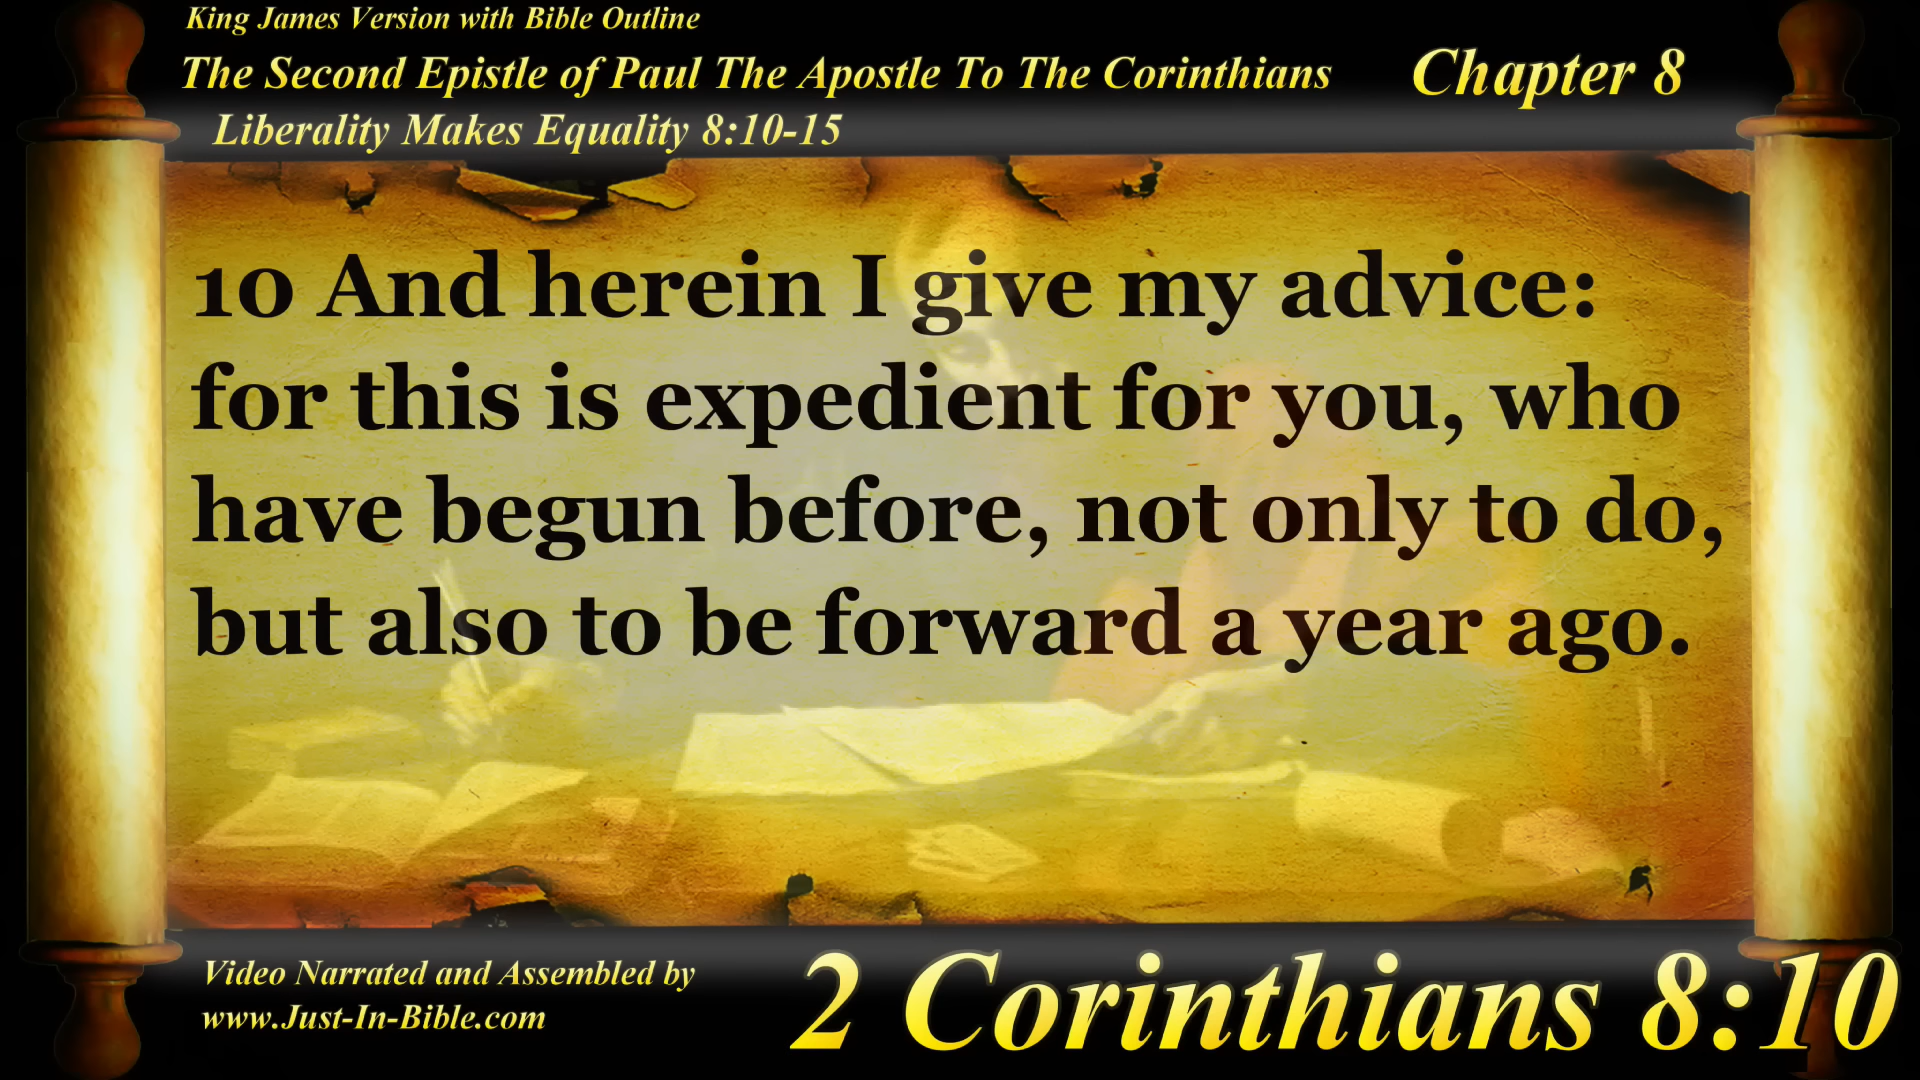 King James Version with Bible Outline
The Second Epistle of Paul The Apostle To The Corinthians
Chapter 8
Liberality Makes Equality 8:10-15
10 And herein I give my advice:
for this is expedient for you, who
have begun before, not only to do,
but also to be forward a year ago.
Video Narrated and Assembled by
www.Just-In-Bible.com
2 Corinthians 8:10